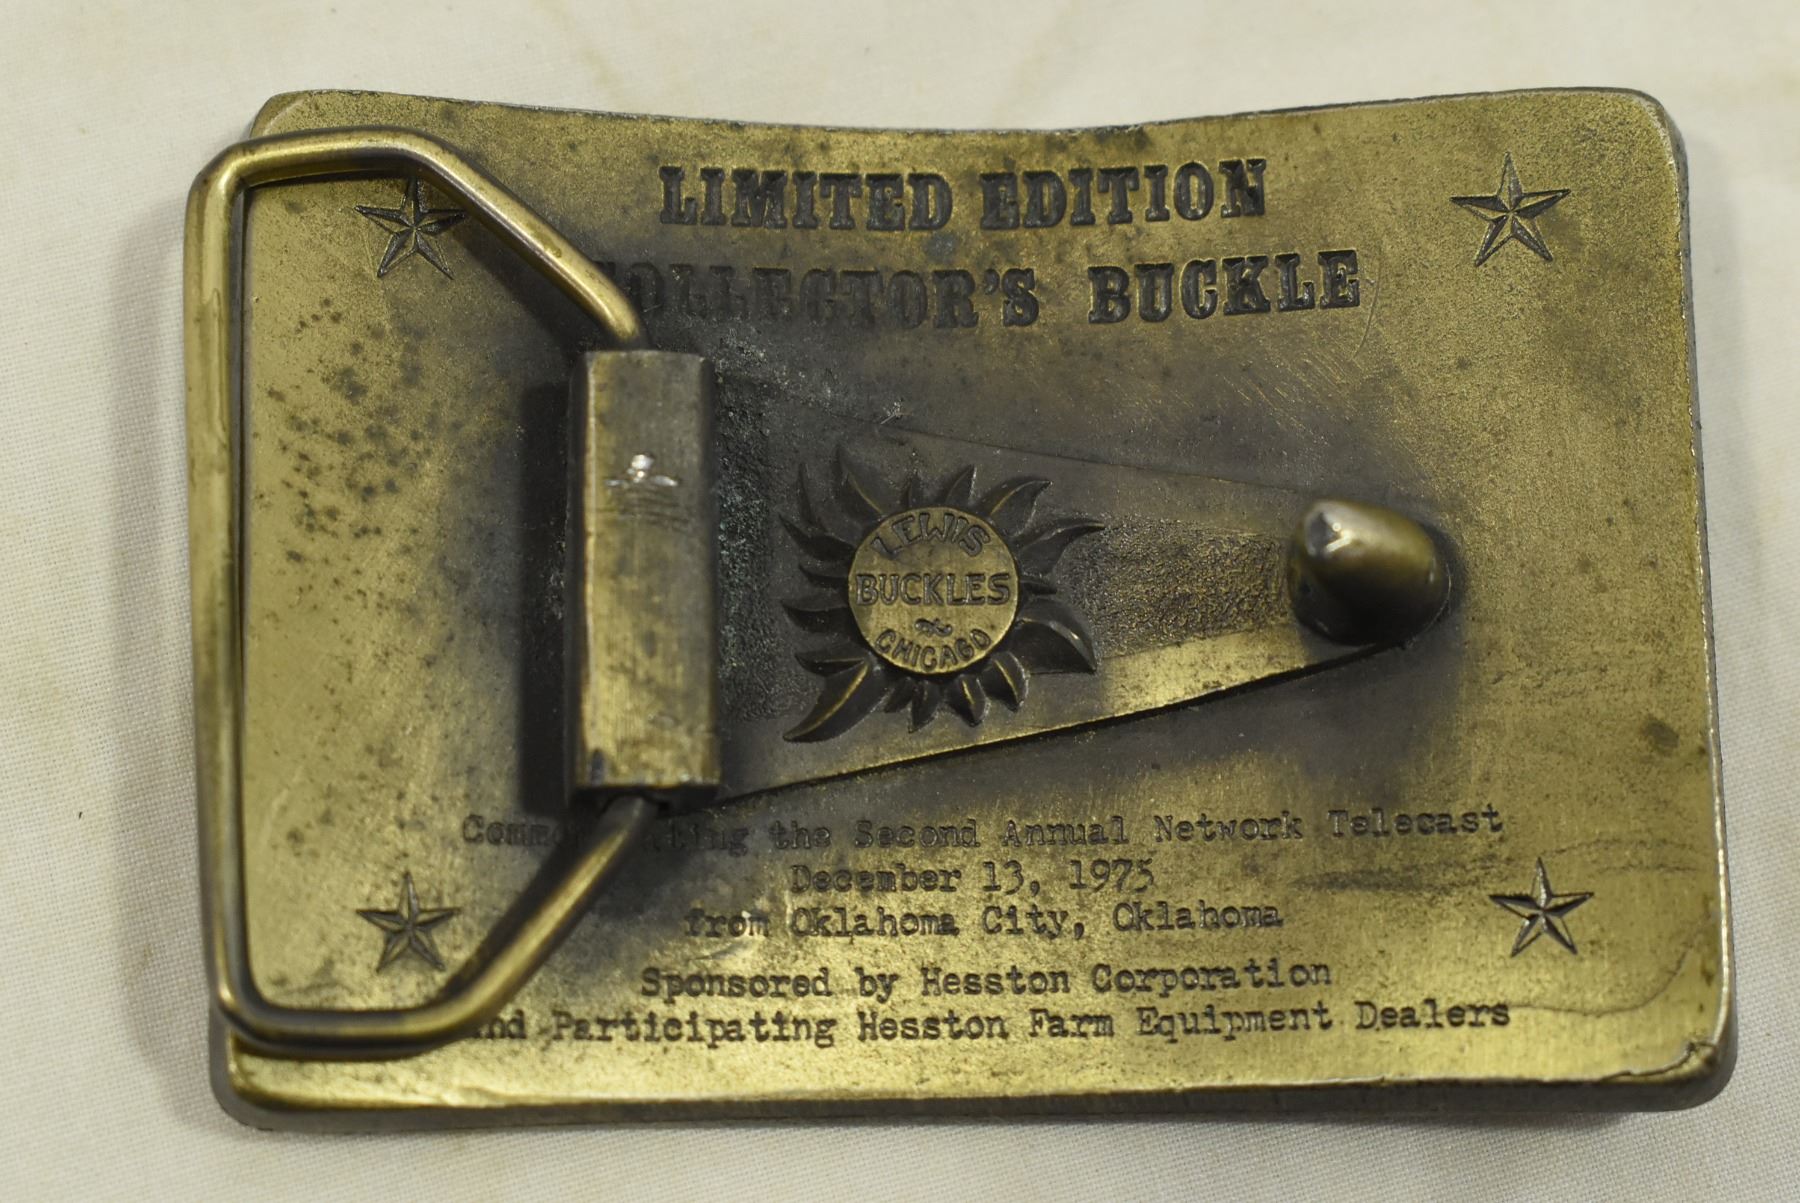 LIMITED EDITION
COLLECTOR'S BUCKLE
LEWIS
BUCKLES
CHICAGO
Commemorating the Second Annual Network Telecast
December 13, 1975
from Oklahoma City, Oklahoma
Sponsored by Hesston Corporation
and Participating Hesston Farm Equipment Dealers